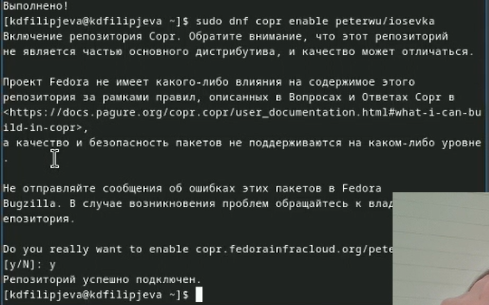 Выполнено!
[kdfilipjeva@kdfilipjeva ~]$ sudo dnf copr enable peterwu/iosevka
Включение репозитория Copr. Обратите внимание, что этот репозиторий
не является частью основного дистрибутива, и качество может отличаться.
Проект Fedora не имеет какого-либо влияния на содержимое этого
репозитория за рамками правил, описанных в Вопросах и Ответах Copr в
<https://docs.pagure.org/copr.copr/user_documentation.html#what-i-can-bu
ild-in-copr>,
а качество и безопасность пакетов не поддерживаются на каком-либо уровне
.
Не отправляйте сообщения об ошибках этих пакетов в Fedora
Bugzilla. В случае возникновения проблем обращайтесь к влад
епозитория.
Do you really want to enable copr.fedorainfracloud.org/pete
[y/N]: y
Репозиторий успешно подключен.
[kdfilipjeva@kdfilipjeva ~]$